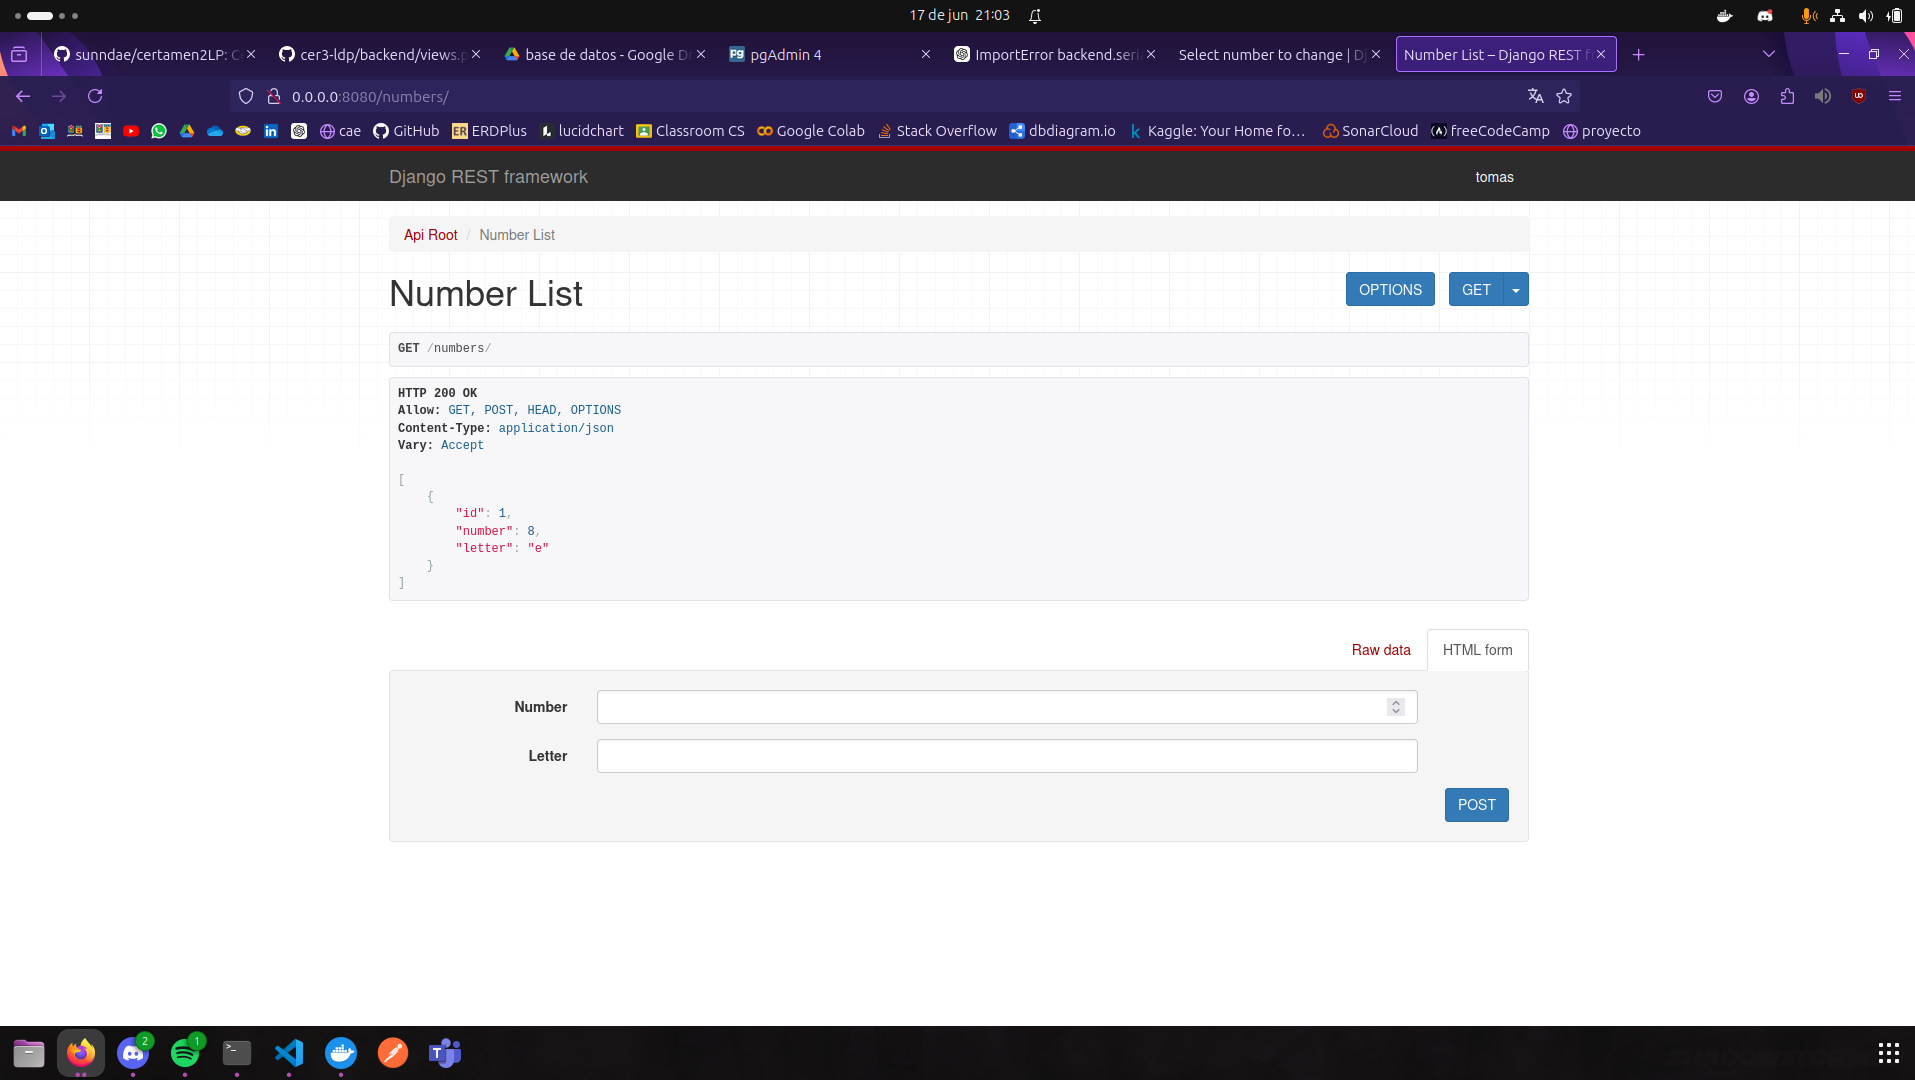 17 de jun 21:03
sunndae/certamen2LP: C
cer3-ldp/backend/views.p
base de datos - Google Dr
pgAdmin 4
ImportError backend.seri
Select number to change | Dj
Number List – Django REST f
0.0.0.0:8080/numbers/
cae
GitHub
ERDPlus
lucidchart
Classroom CS
Google Colab
Stack Overflow
dbdiagram.io
Kaggle: Your Home fo…
SonarCloud
freeCodeCamp
proyecto
Django REST framework
tomas
Api Root / Number List
Number List
OPTIONS
GET
GET /numbers/
HTTP 200 OK
Allow: GET, POST, HEAD, OPTIONS
Content-Type: application/json
Vary: Accept
[
{
"id": 1,
"number": 8,
"letter": "e"
}
]
Raw data
HTML form
Number
Letter
POST
2
1